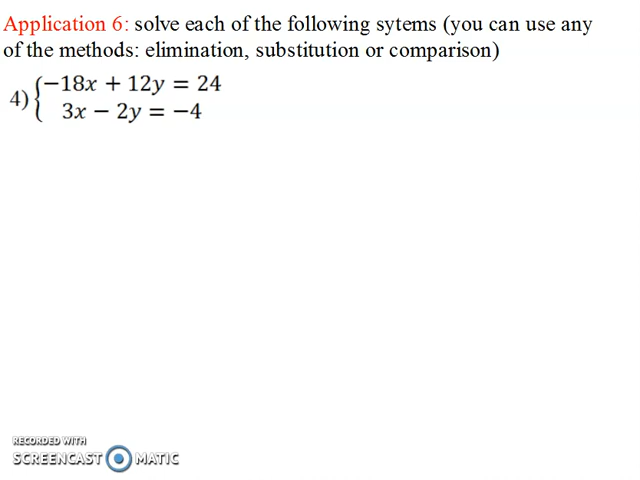 Application 6: solve each of the following sytems (you can use any
of the methods: elimination, substitution or comparison)
4) { −18x + 12y = 24
3x − 2y = −4
RECORDED WITH
SCREENCAST MATIC